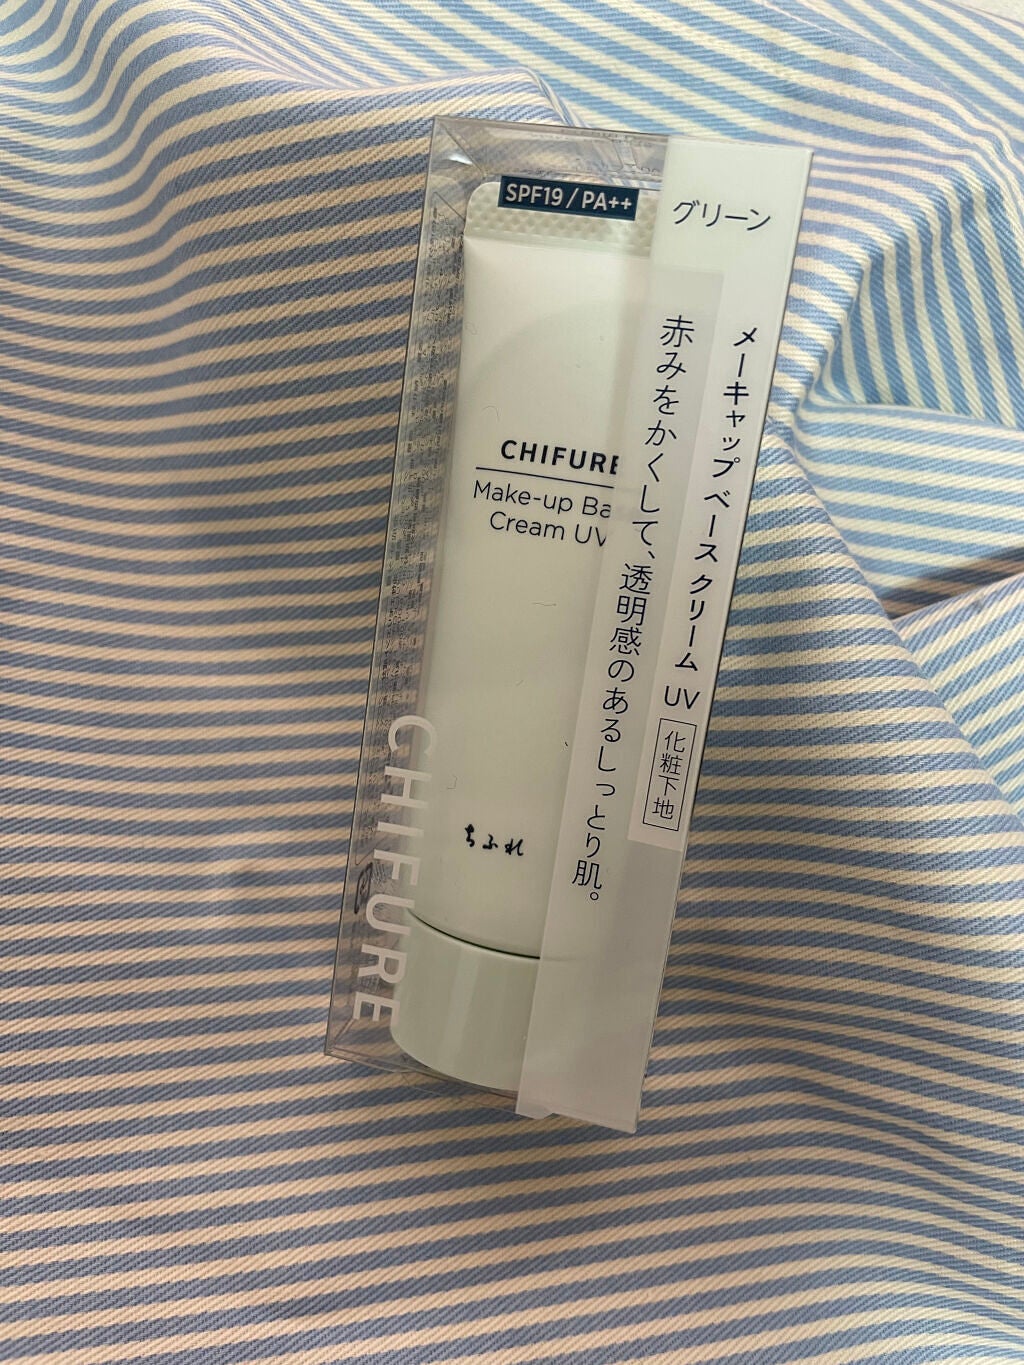 SPF19/PA++
グリーン
メーキャップ ベース クリーム UV
化粧下地
赤みをかくして、透明感のあるしっとり肌。
CHIFURE
Make-up Ba
Cream UV
ちふれ
CHIFURE